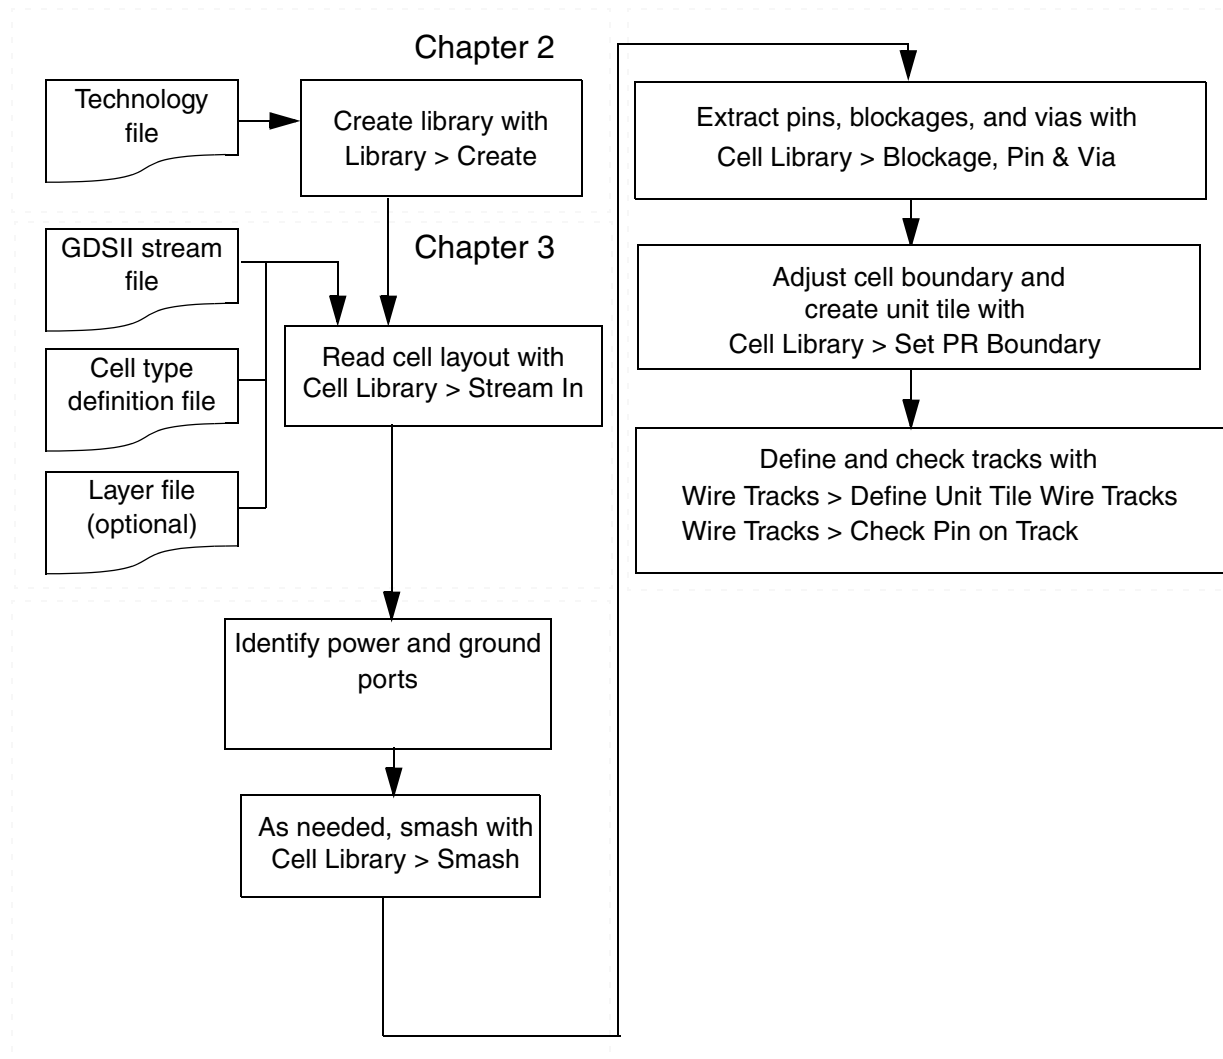 Chapter 2
Technology
file
Create library with
Library > Create
Chapter 3
GDSII stream
file
Cell type
definition file
Layer file
(optional)
Read cell layout with
Cell Library > Stream In
Identify power and ground
ports
As needed, smash with
Cell Library > Smash
Extract pins, blockages, and vias with
Cell Library > Blockage, Pin & Via
Adjust cell boundary and
create unit tile with
Cell Library > Set PR Boundary
Define and check tracks with
Wire Tracks > Define Unit Tile Wire Tracks
Wire Tracks > Check Pin on Track